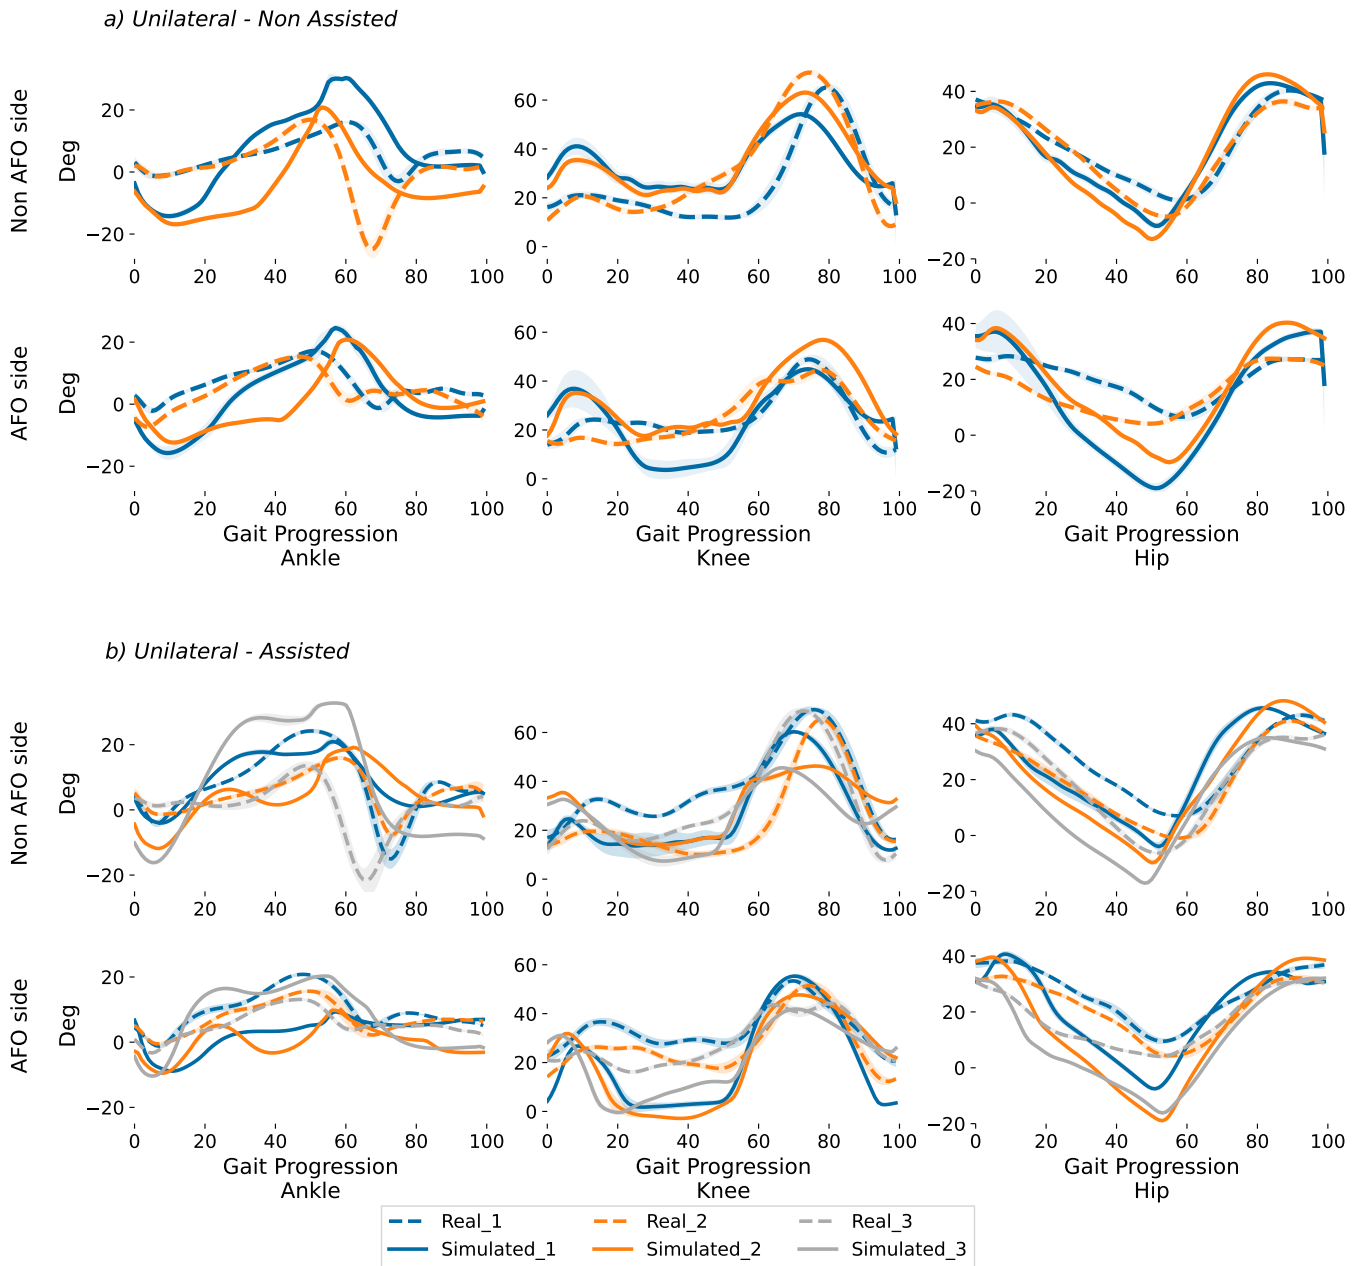 a) Unilateral - Non Assisted
Non AFO side
Deg
20
0
−20
0 20 40 60 80 100
60
40
20
0
0 20 40 60 80 100
40
20
0
−20
0 20 40 60 80 100
AFO side
Deg
20
0
−20
0 20 40 60 80 100
Gait Progression
Ankle
60
40
20
0
0 20 40 60 80 100
Gait Progression
Knee
40
20
0
−20
0 20 40 60 80 100
Gait Progression
Hip
b) Unilateral - Assisted
Non AFO side
Deg
20
0
−20
0 20 40 60 80 100
60
40
20
0
0 20 40 60 80 100
40
20
0
−20
0 20 40 60 80 100
AFO side
Deg
20
0
−20
0 20 40 60 80 100
Gait Progression
Ankle
60
40
20
0
0 20 40 60 80 100
Gait Progression
Knee
40
20
0
−20
0 20 40 60 80 100
Gait Progression
Hip
Real_1 Real_2 Real_3
Simulated_1 Simulated_2 Simulated_3